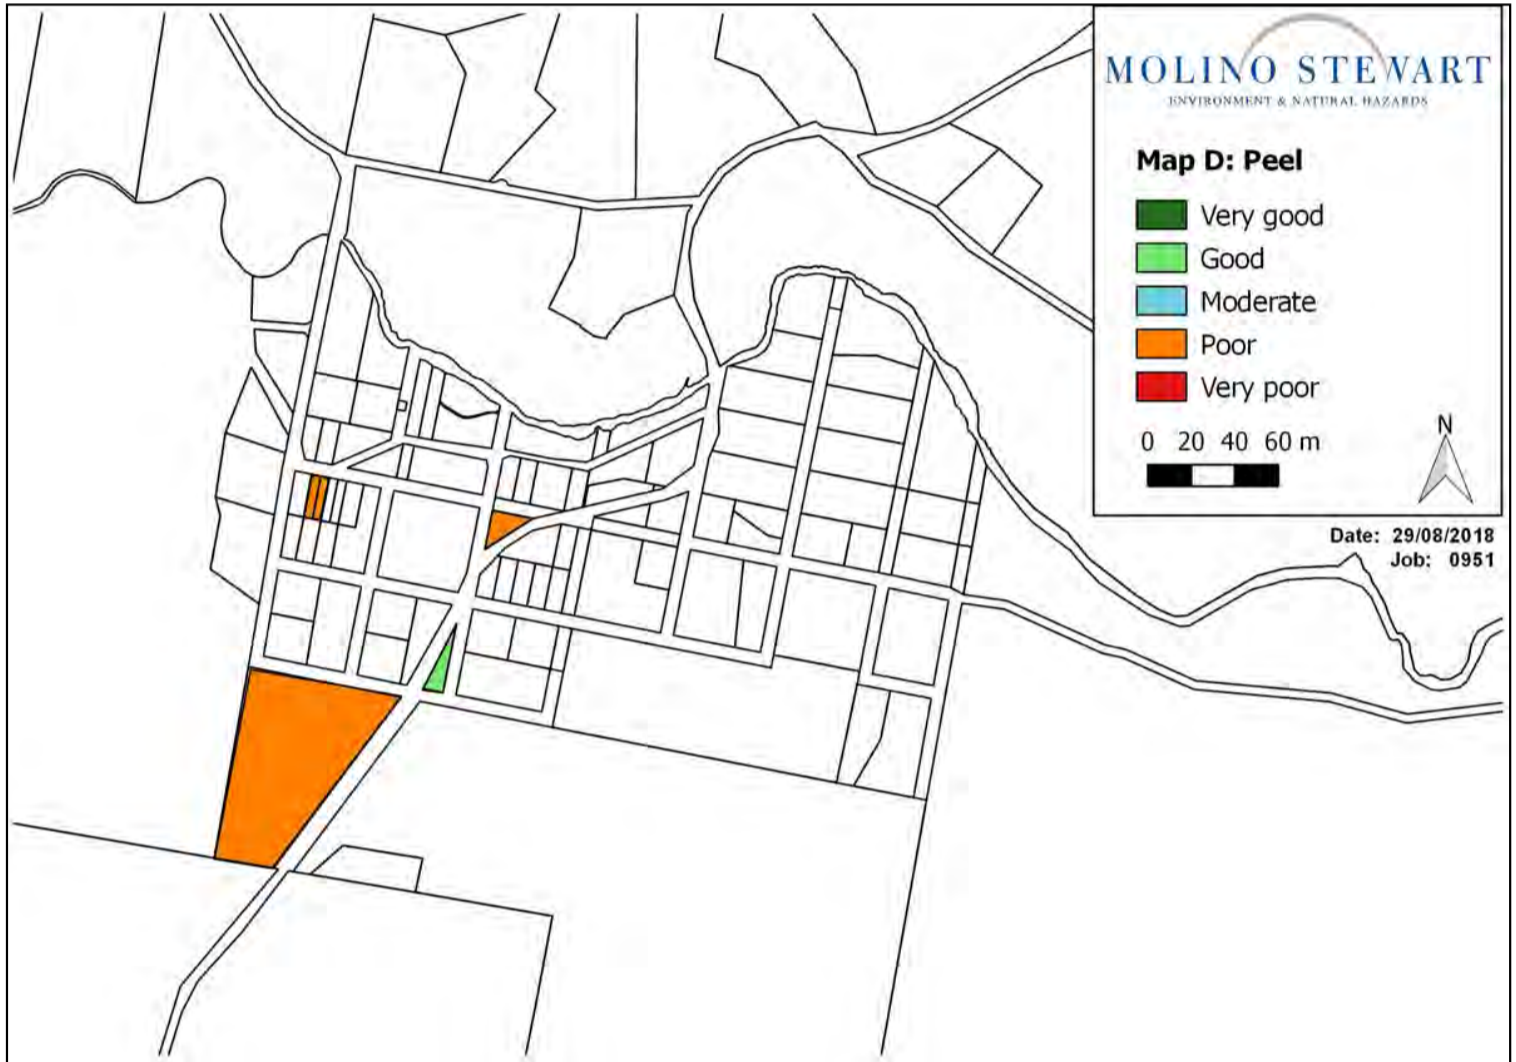 MOLINO STEWART
ENVIRONMENT & NATURAL HAZARDS
Map D: Peel
Very good
Good
Moderate
Poor
Very poor
0 20 40 60 m
N
Date: 29/08/2018
Job: 0951